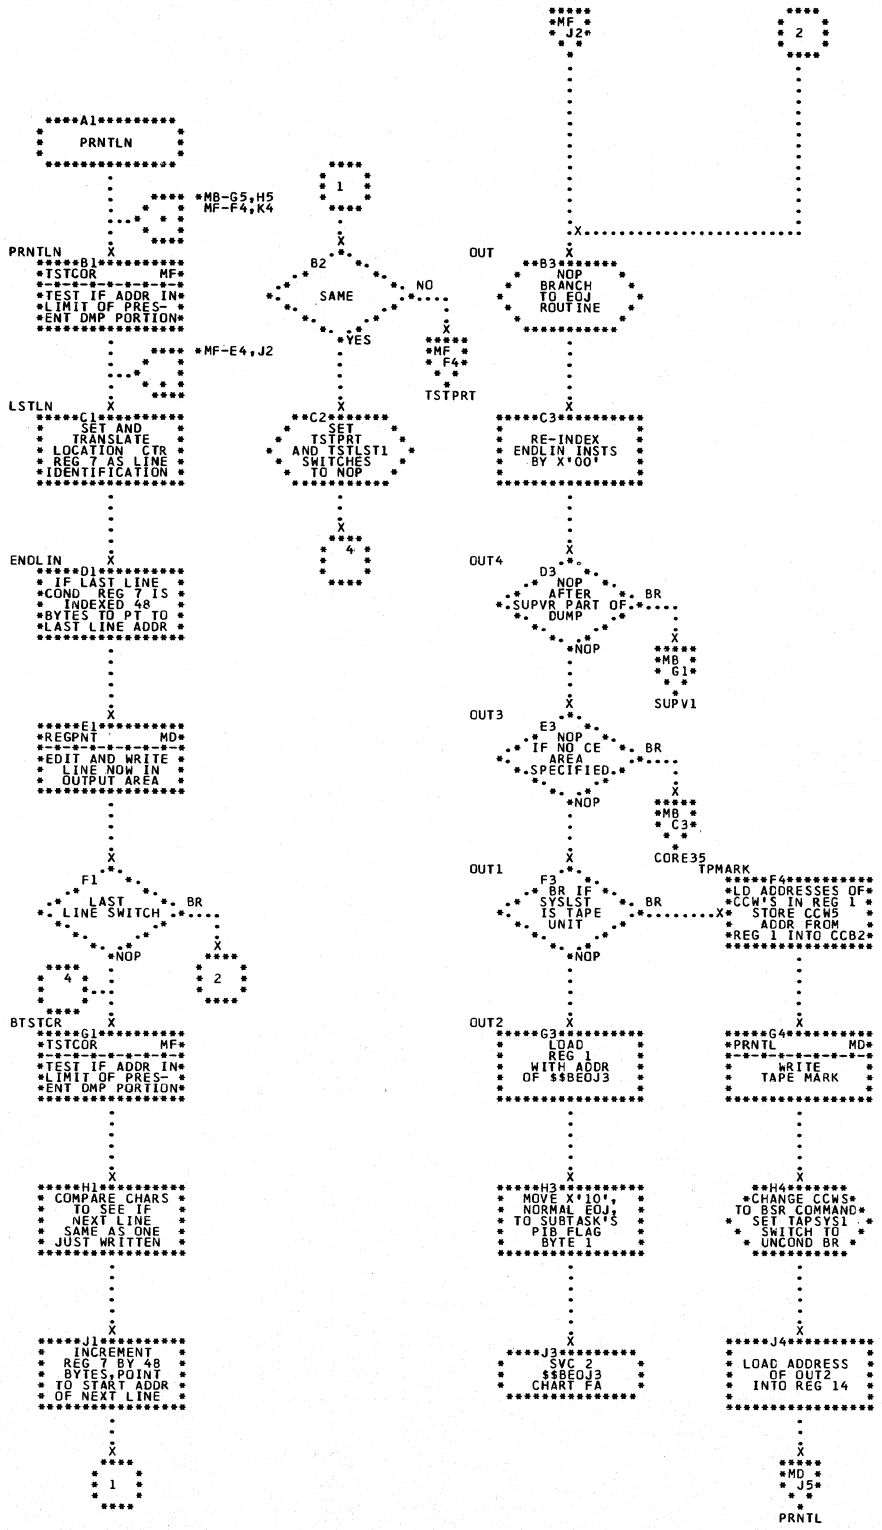 A1
PRNTLN
*MB-G5,H5
MF-F4,K4
PRNTLN
B1
TSTCOR MF
TEST IF ADDR IN
LIMIT OF PRES-
ENT DMP PORTION
*MF-E4,J2
LSTLN
C1
SET AND
TRANSLATE
LOCATION CTR
REG 7 AS LINE
IDENTIFICATION
ENDLIN
D1
IF LAST LINE
COND REG 7 IS
INDEXED 48
BYTES TO PT TO
LAST LINE ADDR
E1
REGPNT MD
EDIT AND WRITE
LINE NOW IN
OUTPUT AREA
F1
LAST
LINE SWITCH
BR
2
NOP
4
BTSTCR
G1
TSTCOR MF
TEST IF ADDR IN
LIMIT OF PRES-
ENT DMP PORTION
H1
COMPARE CHARS
TO SEE IF
NEXT LINE
SAME AS ONE
JUST WRITTEN
J1
INCREMENT
REG 7 BY 48
BYTES,POINT
TO START ADDR
OF NEXT LINE
1
1
B2
SAME
NO
MF
F4
TSTPRT
YES
C2
SET
TSTPRT
AND TSTLST1
SWITCHES
TO NOP
4
MF
J2
2
OUT
B3
NOP
BRANCH
TO EOJ
ROUTINE
C3
RE-INDEX
ENDLIN INSTS
BY X'00'
OUT4
D3
NOP
AFTER
SUPVR PART OF
DUMP
BR
MB
G1
SUPV1
NOP
OUT3
E3
NOP
IF NO CE
AREA
SPECIFIED
BR
MB
C3
CORE35
NOP
OUT1
F3
BR IF
SYSLST
IS TAPE
UNIT
BR
NOP
TPMARK
F4
LD ADDRESSES OF
CCW'S IN REG 1
STORE CCW5
ADDR FROM
REG 1 INTO CCB2
OUT2
G3
LOAD
REG 1
WITH ADDR
OF $$BEOJ3
G4
PRNTL MD
WRITE
TAPE MARK
H3
MOVE X'10',
NORMAL EOJ,
TO SUBTASK'S
PIB FLAG
BYTE 1
H4
CHANGE CCWS
TO BSR COMMAND
SET TAPSYS1
SWITCH TO
UNCOND BR
J3
SVC 2
$$BEOJ3
CHART FA
J4
LOAD ADDRESS
OF OUT2
INTO REG 14
MD
J5
PRNTL